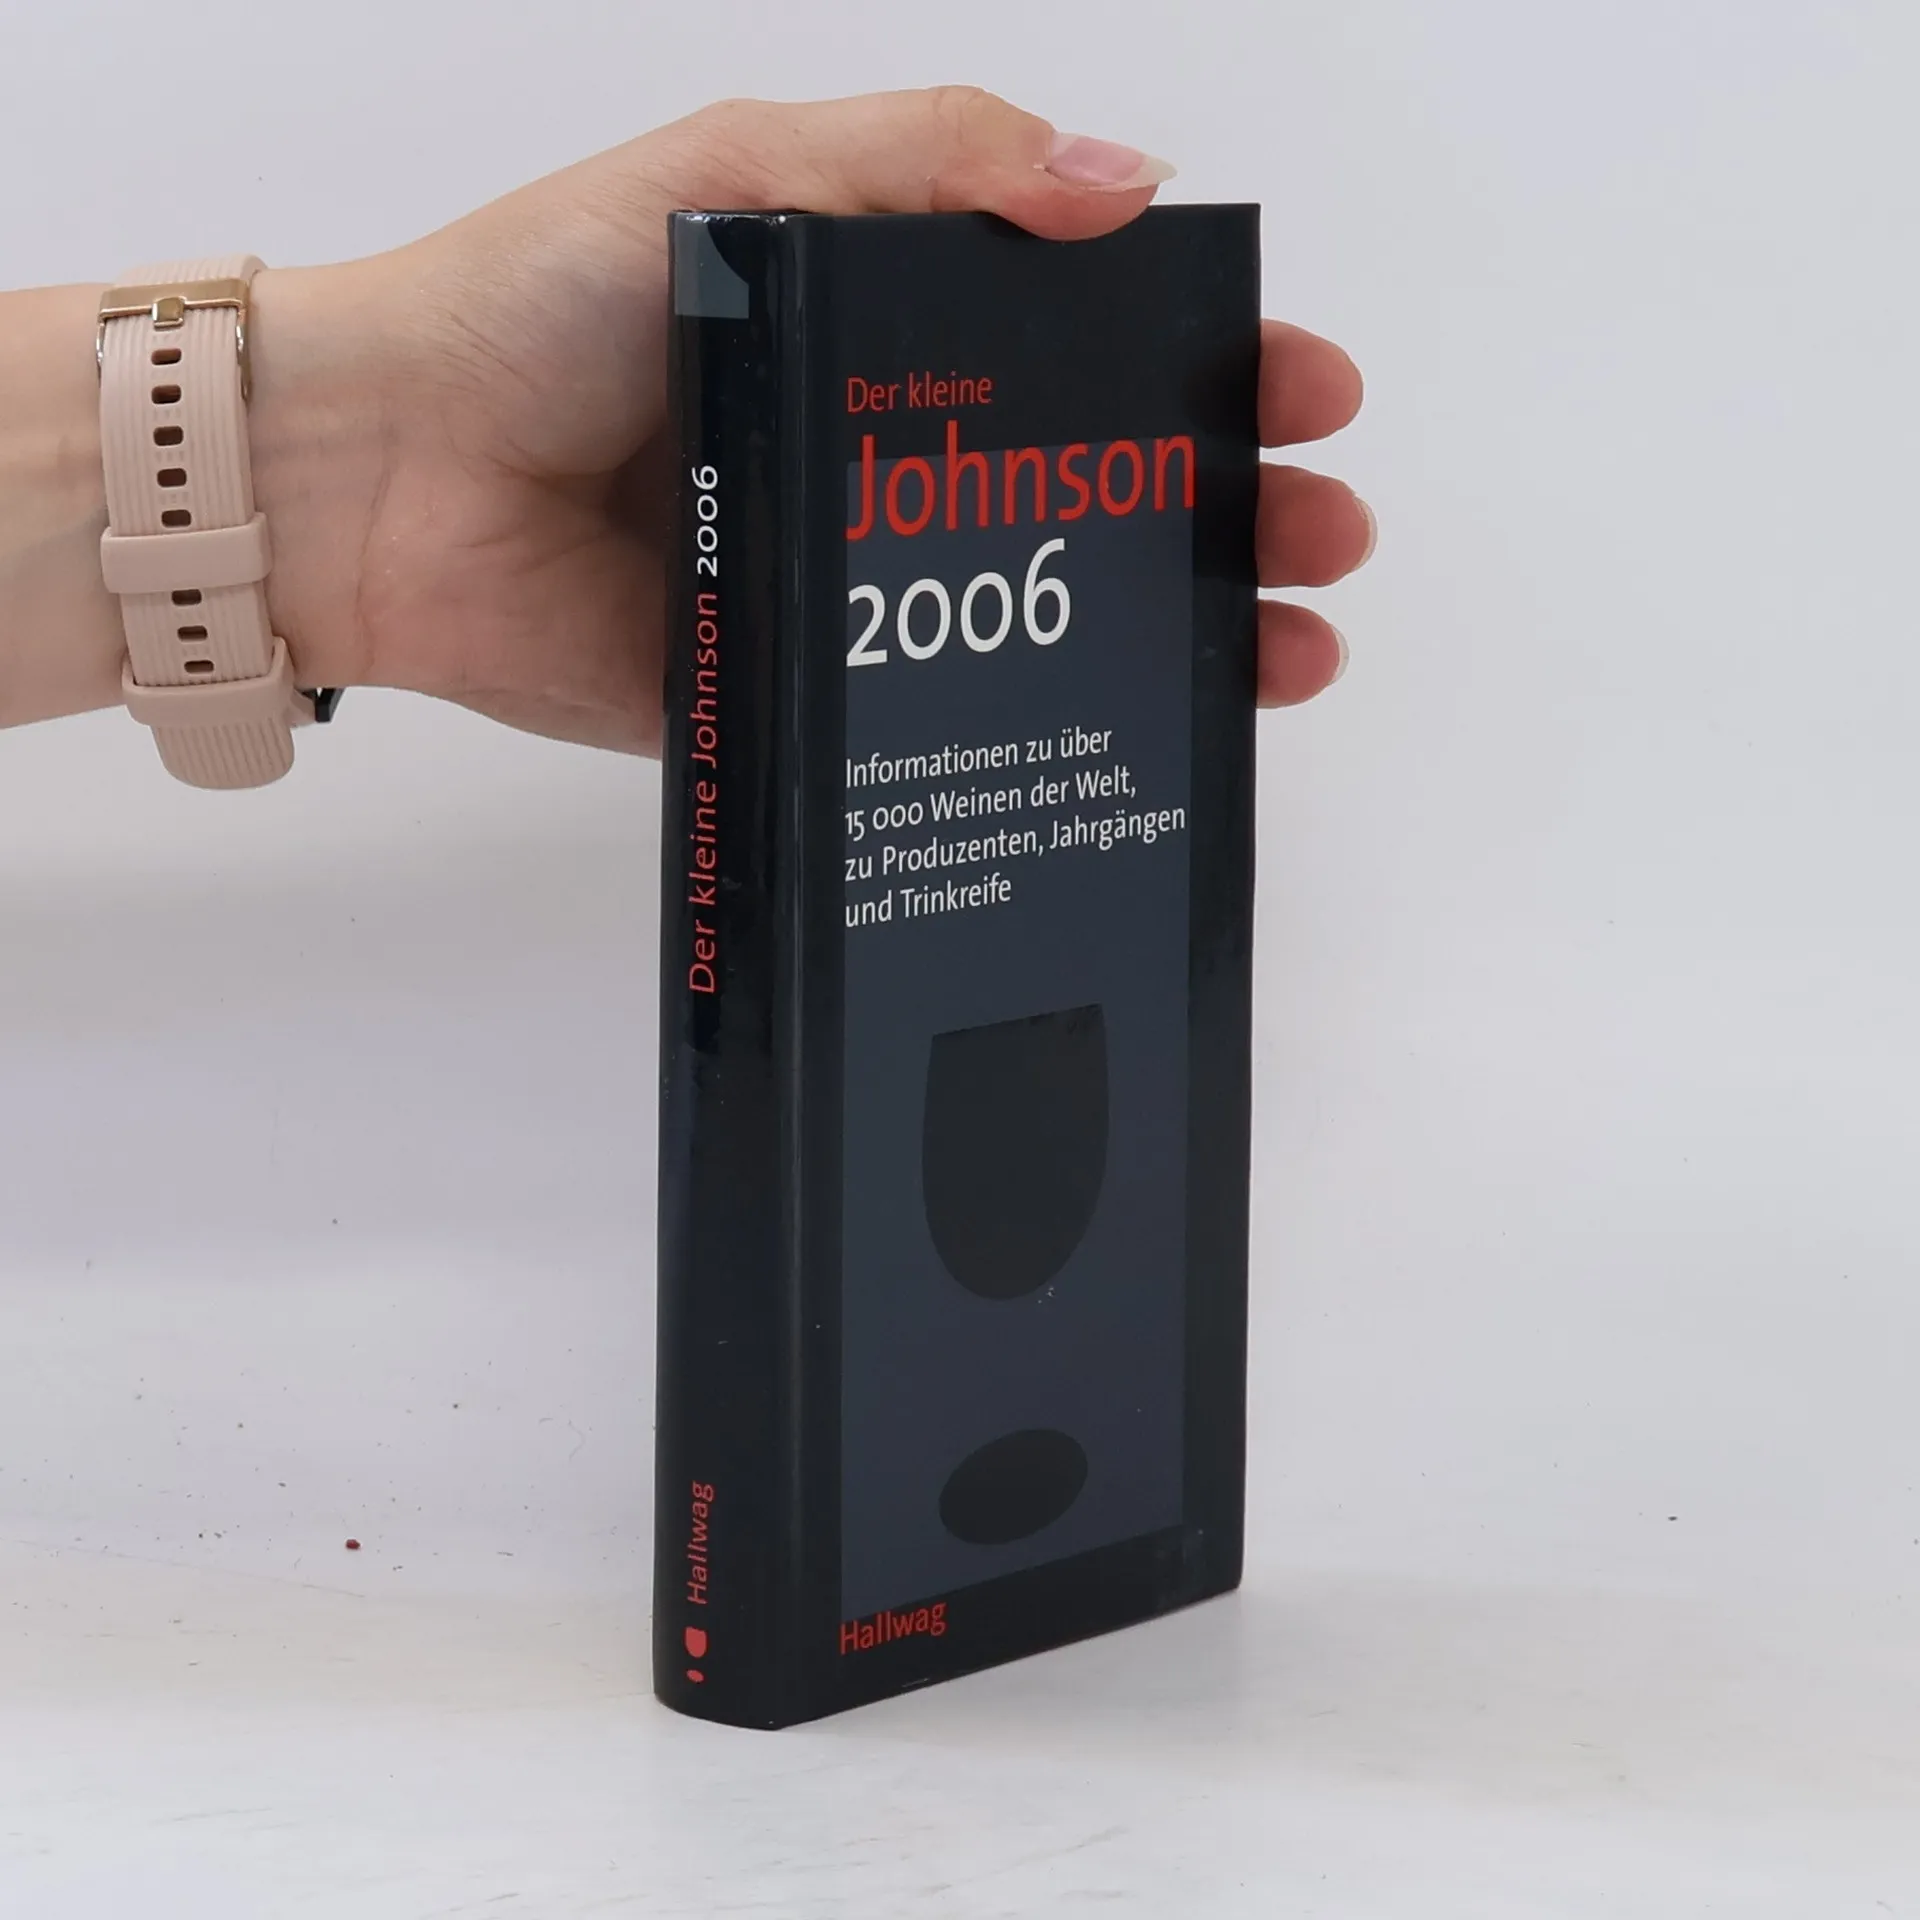 Der kleine Johnson 2006
Hallwag
Der kleine
Johnson
2006
Informationen zu über
15 000 Weinen der Welt,
zu Produzenten, Jahrgängen
und Trinkreife
Hallwag